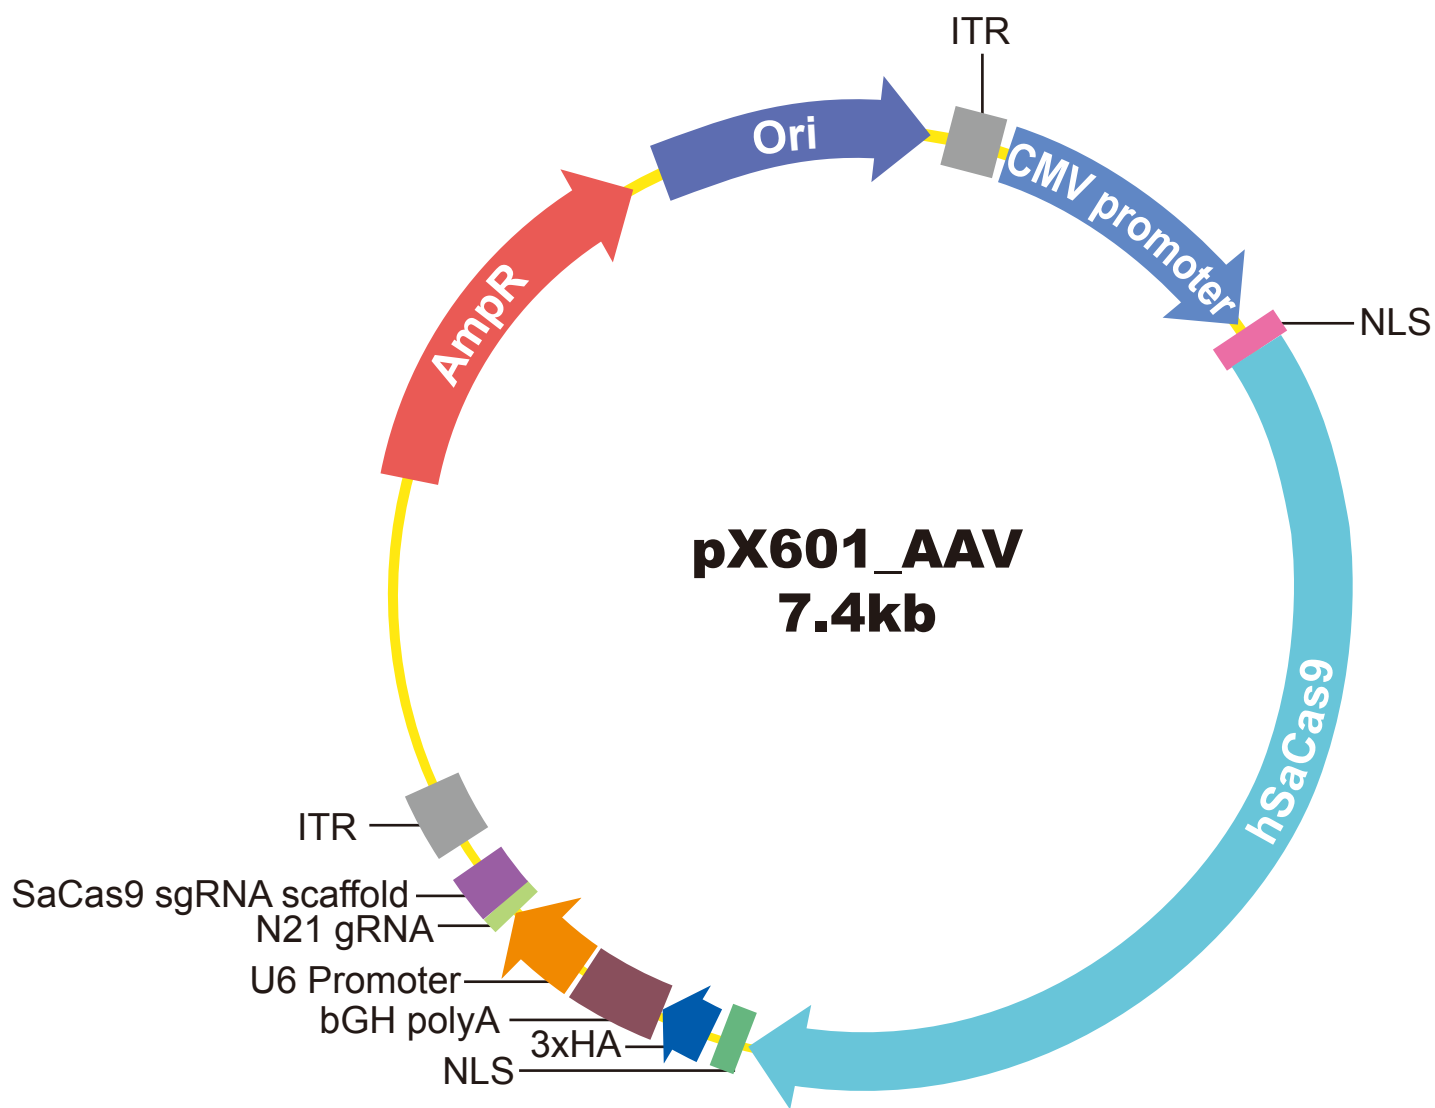 ITR
Ori
CMV promoter
NLS
AmpR
pX601_AAV
7.4kb
hSaCas9
ITR
SaCas9 sgRNA scaffold
N21 gRNA
U6 Promoter
bGH polyA
3xHA
NLS